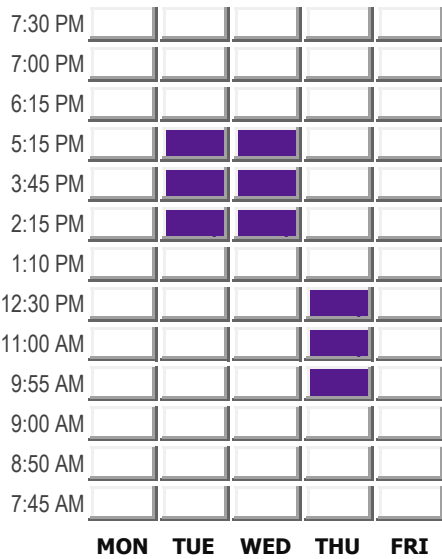 7:30 PM
7:00 PM
6:15 PM
5:15 PM
3:45 PM
2:15 PM
1:10 PM
12:30 PM
11:00 AM
9:55 AM
9:00 AM
8:50 AM
7:45 AM
MON TUE WED THU FRI